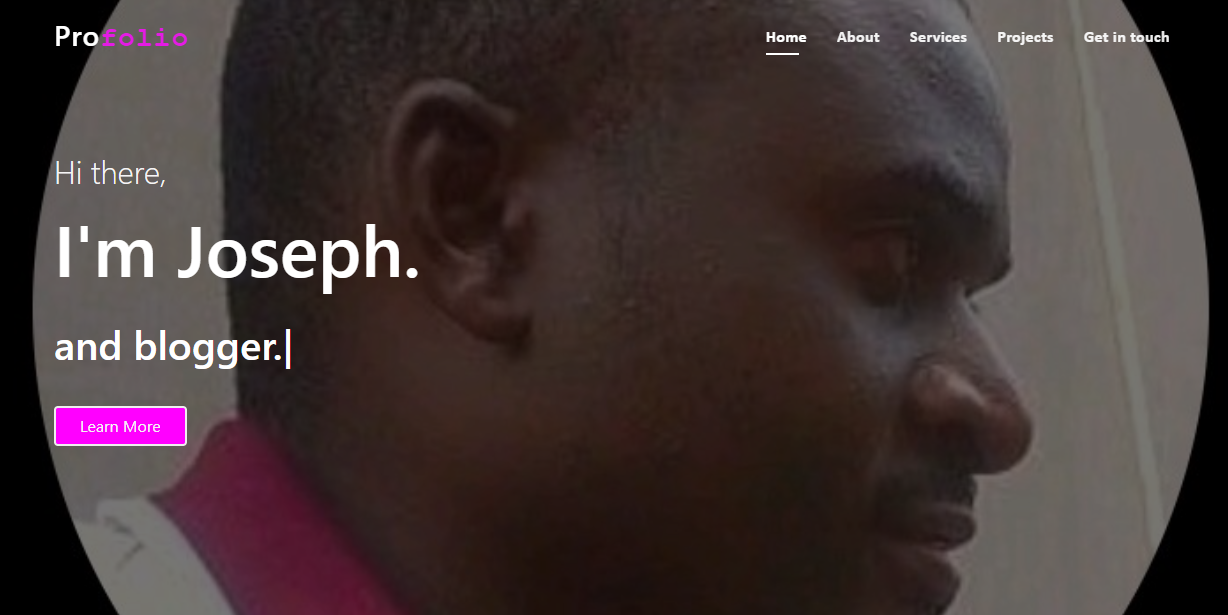 Profolio
Home About Services Projects Get in touch
Hi there,
I'm Joseph.
and blogger.|
Learn More